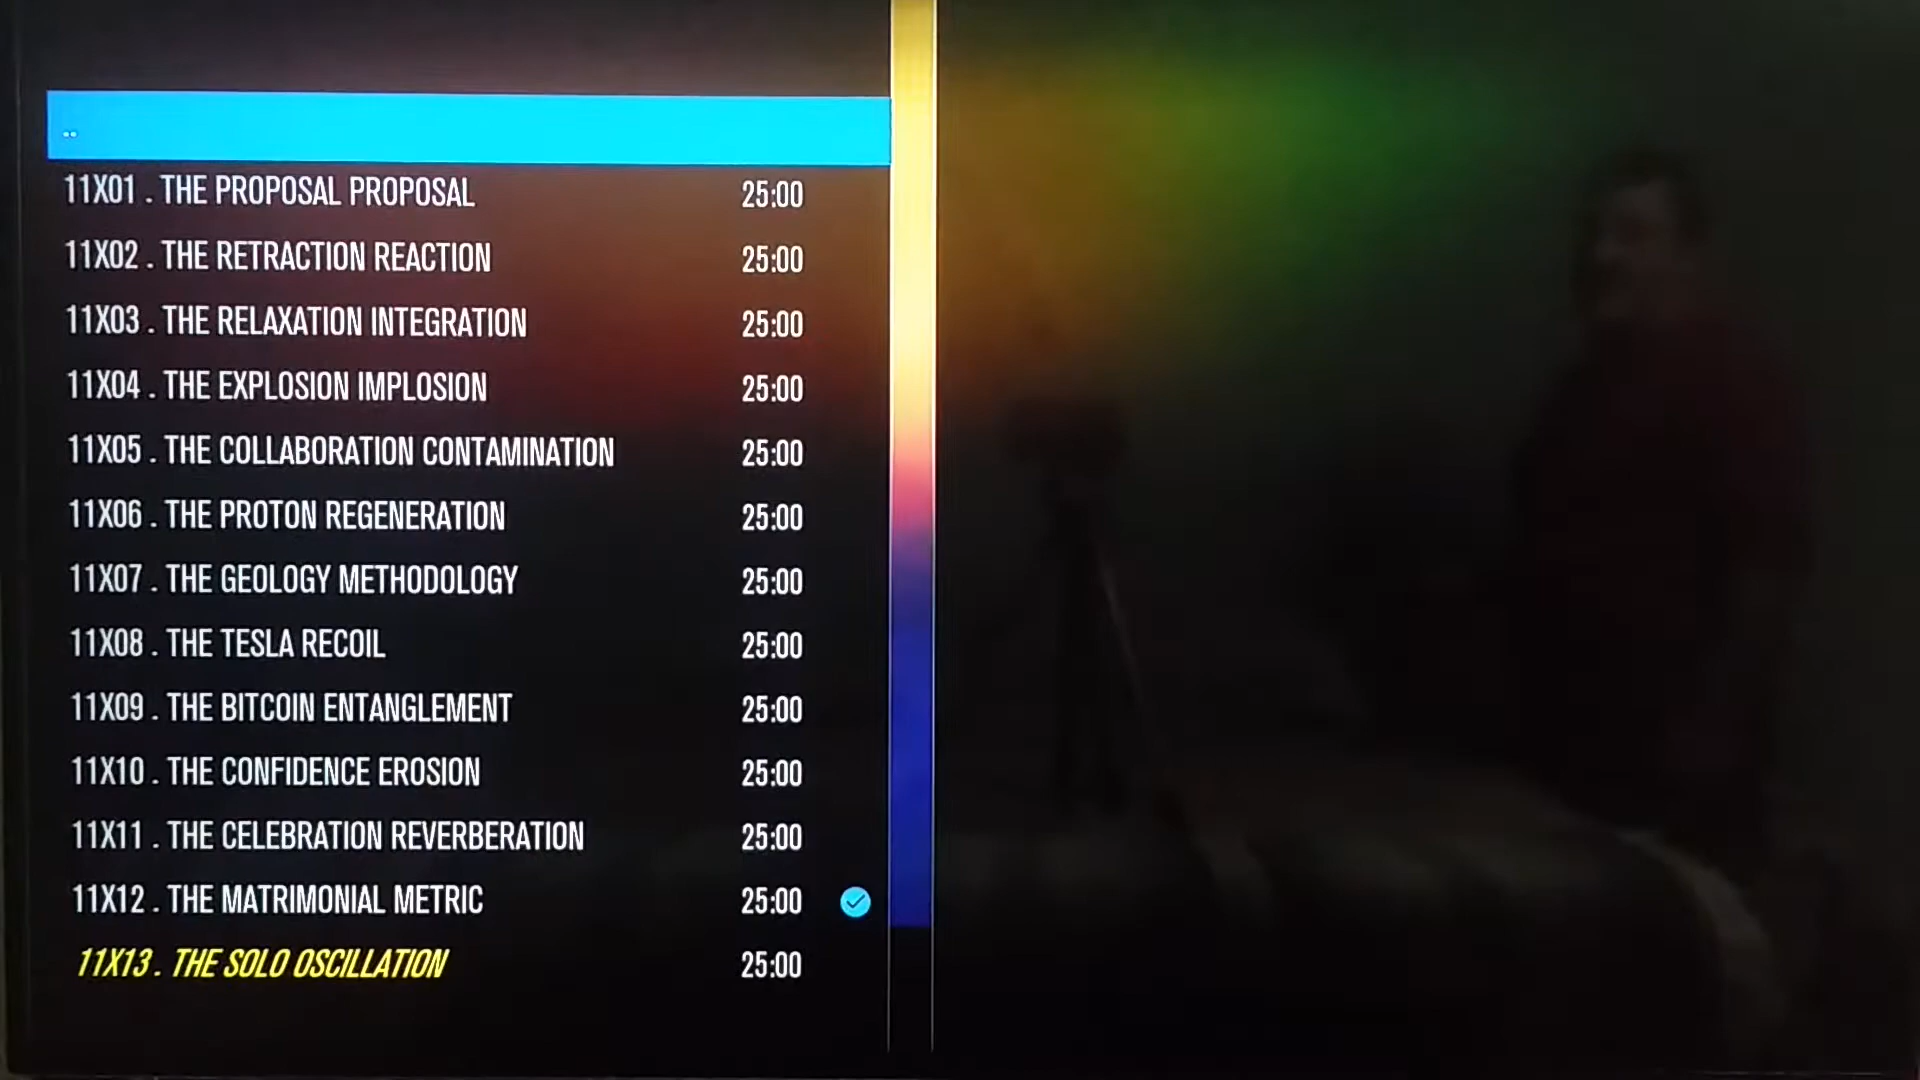 ..
11X01 . THE PROPOSAL PROPOSAL 25:00
11X02 . THE RETRACTION REACTION 25:00
11X03 . THE RELAXATION INTEGRATION 25:00
11X04 . THE EXPLOSION IMPLOSION 25:00
11X05 . THE COLLABORATION CONTAMINATION 25:00
11X06 . THE PROTON REGENERATION 25:00
11X07 . THE GEOLOGY METHODOLOGY 25:00
11X08 . THE TESLA RECOIL 25:00
11X09 . THE BITCOIN ENTANGLEMENT 25:00
11X10 . THE CONFIDENCE EROSION 25:00
11X11 . THE CELEBRATION REVERBERATION 25:00
11X12 . THE MATRIMONIAL METRIC 25:00
11X13 . THE SOLO OSCILLATION 25:00